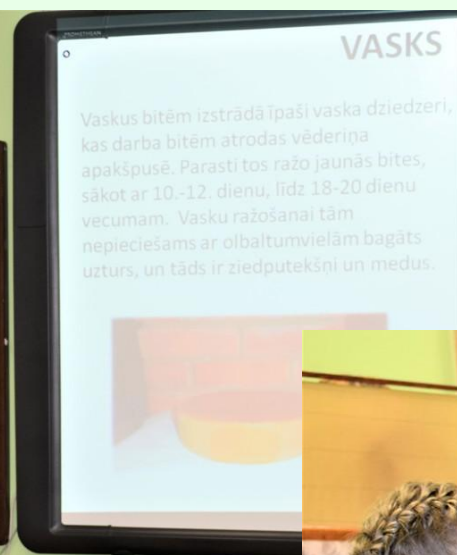 PROMETHEAN
VASKS
Vaskus bitēm izstrādā īpaši vaska dziedzeri,
kas darba bitēm atrodas vēderiņa
apakšpusē. Parasti tos ražo jaunās bites,
sākot ar 10.-12. dienu, līdz 18-20 dienu
vecumam. Vasku ražošanai tām
nepieciešams ar olbaltumvielām bagāts
uzturs, un tāds ir ziedputekšņi un medus.